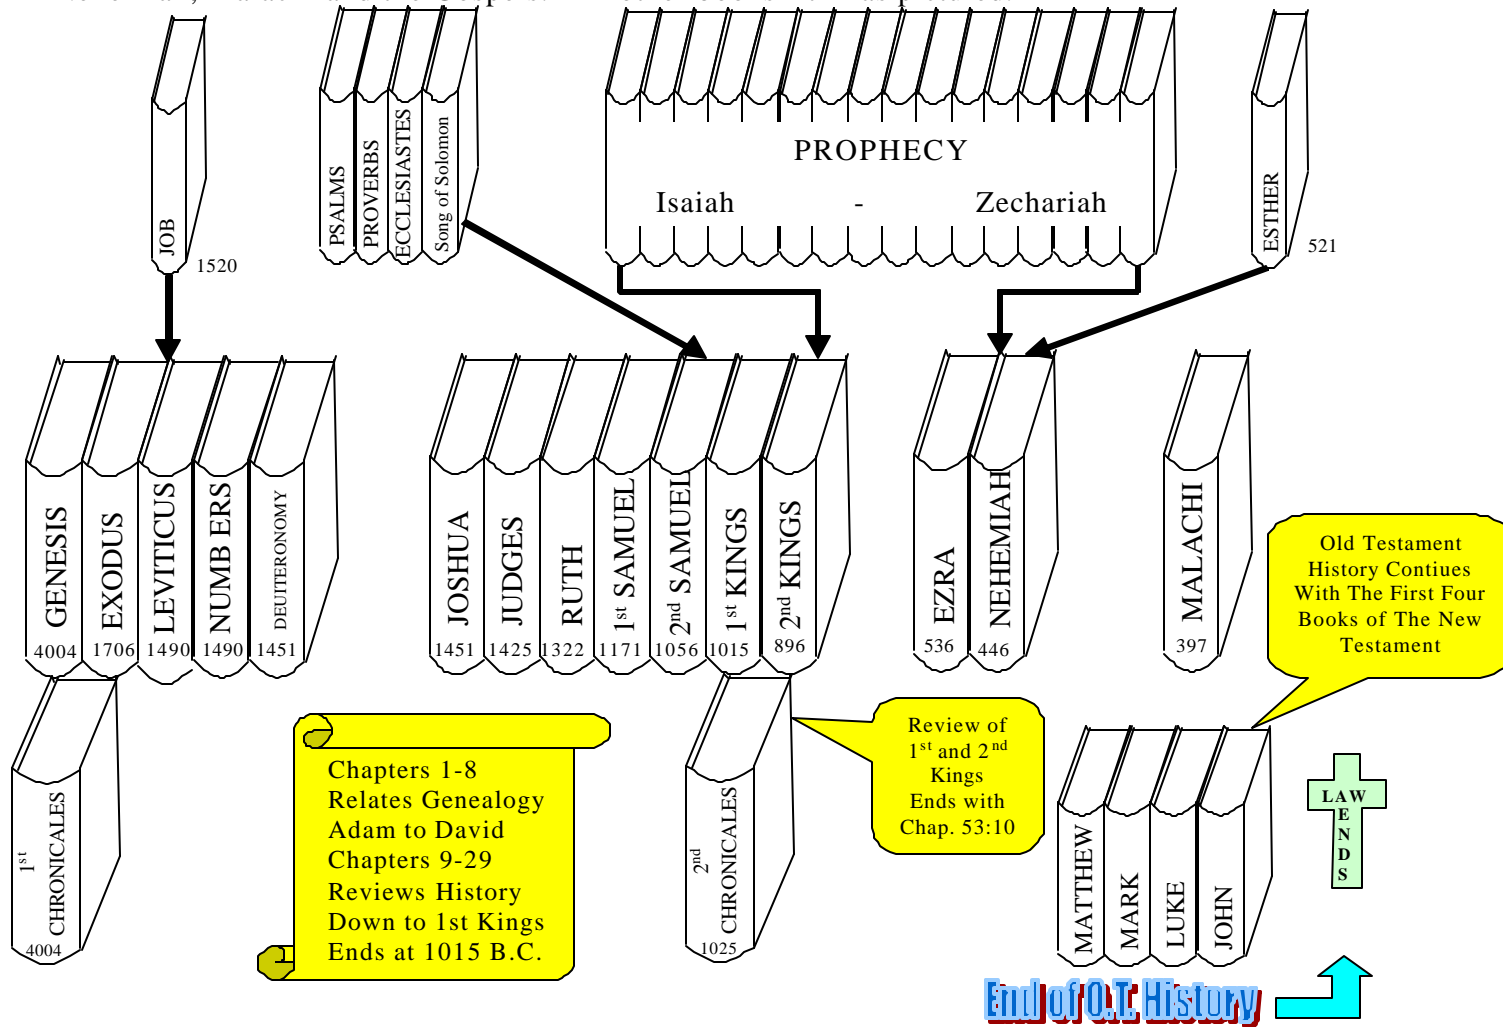 JOB
1520
PSALMS
PROVERBS
ECCLESIASTES
Song of Solomon
PROPHECY
Isaiah - Zechariah
ESTHER
521
GENESIS
4004
EXODUS
1706
LEVITICUS
1490
NUMB ERS
1490
DEUITERONOMY
1451
JOSHUA
1451
JUDGES
1425
RUTH
1322
1st SAMUEL
1171
2nd SAMUEL
1056
1st KINGS
1015
2nd KINGS
896
EZRA
536
NEHEMIAH
446
MALACHI
397
Old Testament
History Contiues
With The First Four
Books of The New
Testament
1st
CHRONICALES
4004
Chapters 1-8
Relates Genealogy
Adam to David
Chapters 9-29
Reviews History
Down to 1st Kings
Ends at 1015 B.C.
2nd
CHRONICALES
1025
Review of
1st and 2nd
Kings
Ends with
Chap. 53:10
MATTHEW
MARK
LUKE
JOHN
LAW
ENDS
End of O.T. History